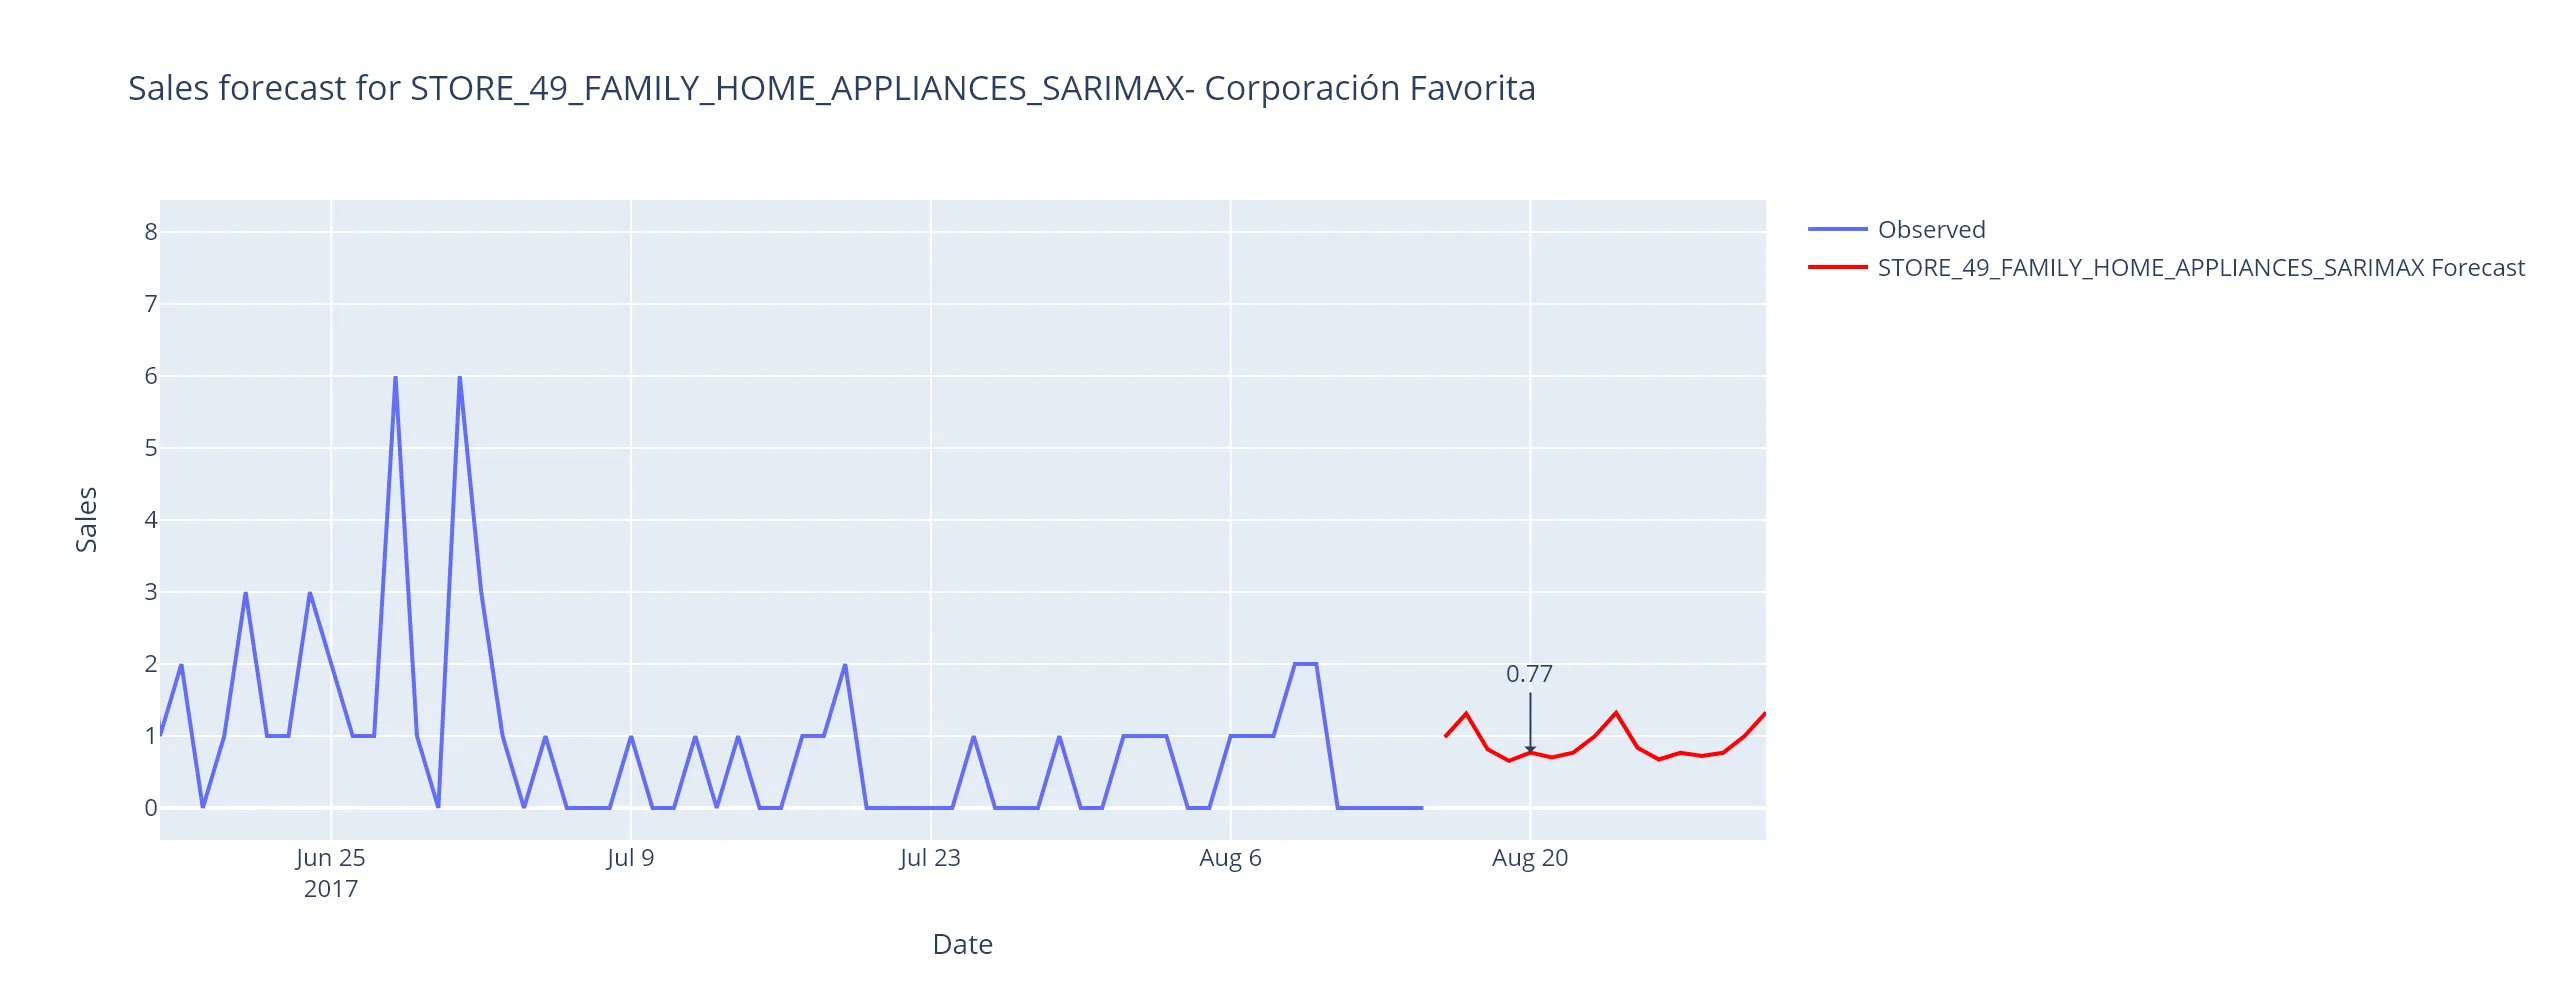 Sales forecast for STORE_49_FAMILY_HOME_APPLIANCES_SARIMAX- Corporación Favorita
Observed
STORE_49_FAMILY_HOME_APPLIANCES_SARIMAX Forecast
8
7
6
5
4
3
2
1
0
Sales
0.77
Jun 25
2017
Jul 9
Jul 23
Aug 6
Aug 20
Date